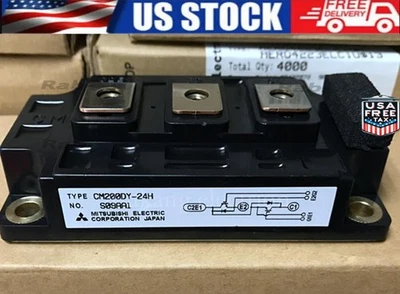 US STOCK
FREE
DELIVERY
Total Qty: 4000
USA
FREE
TAX
TYPE CM200DY-24H
NO. S09AA1
MITSUBISHI ELECTRIC
CORPORATION JAPAN
C2E1
E2
C1